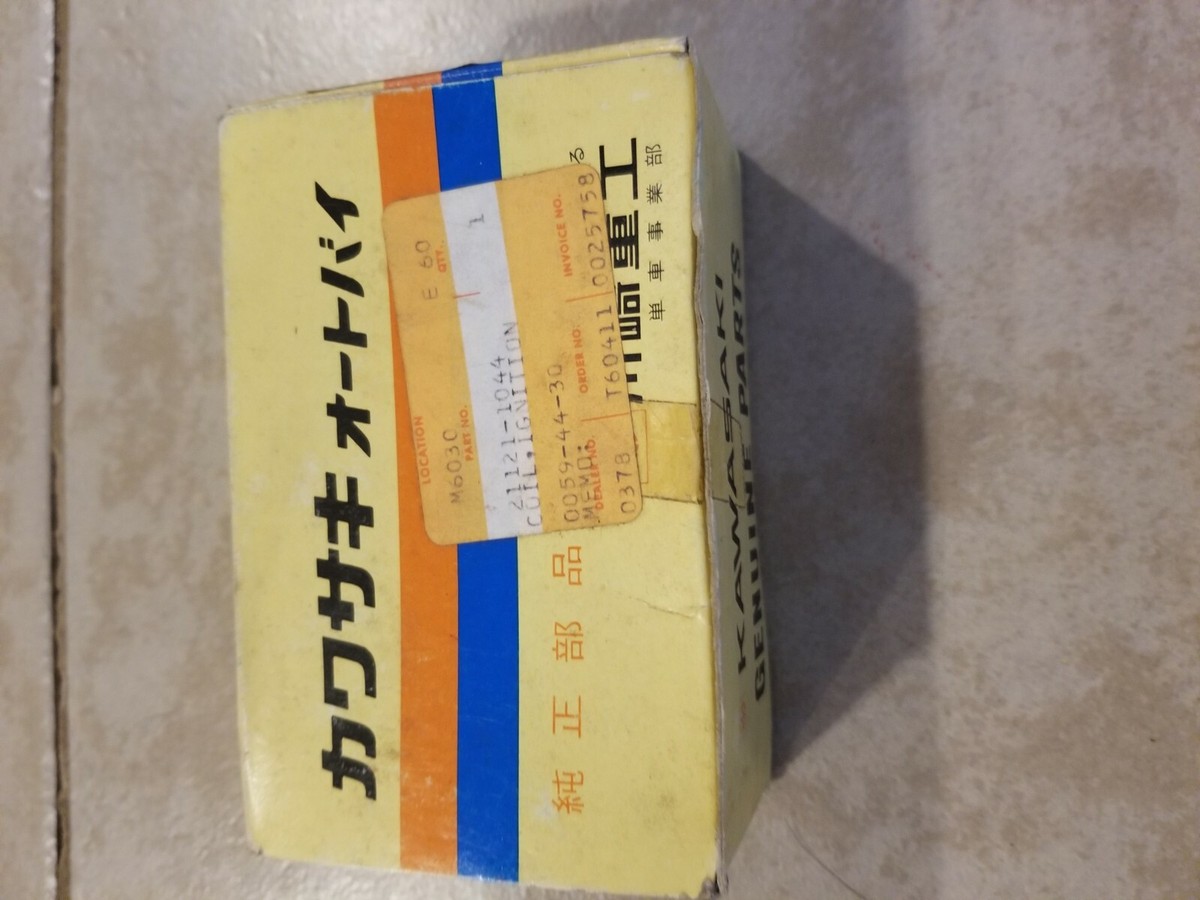 カワサキオートバイ
純正部品
る
川崎重工
単車事業部
LOCATION
M6030
E 60
PART NO.
QTY.
21121-1044
1
COIL,IGNITION
0059-44-30
MEMO:
DEALER NO.
ORDER NO.
INVOICE NO.
0378
T60411
0025758
KAWASAKI
GENUINE PARTS